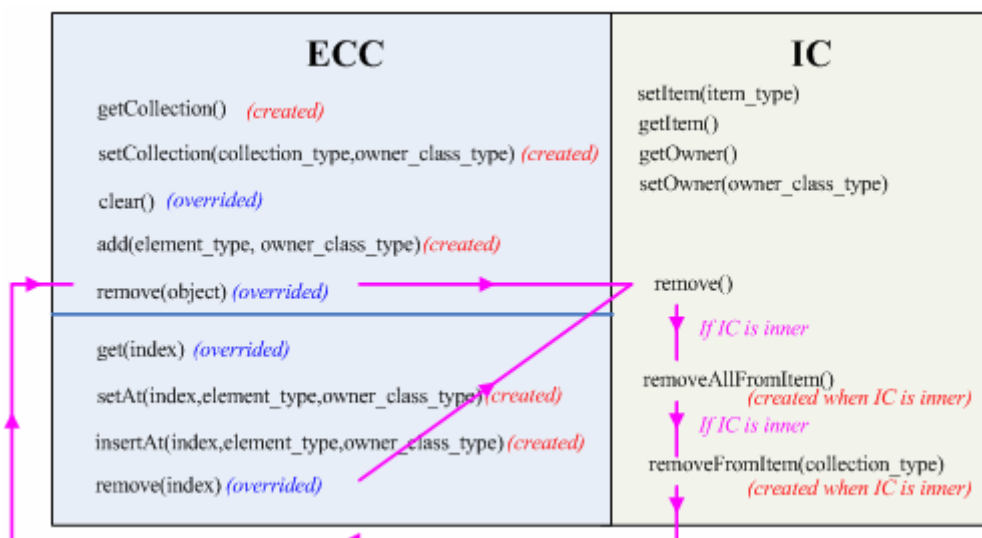 ECC
getCollection() (created)
setCollection(collection_type,owner_class_type) (created)
clear() (overrided)
add(element_type, owner_class_type)(created)
remove(object) (overrided)
get(index) (overrided)
setAt(index,element_type,owner_class_type)(created)
insertAt(index,element_type,owner_class_type)(created)
remove(index) (overrided)
IC
setItem(item_type)
getItem()
getOwner()
setOwner(owner_class_type)
remove()
If IC is inner
removeAllFromItem()
(created when IC is inner)
If IC is inner
removeFromItem(collection_type)
(created when IC is inner)